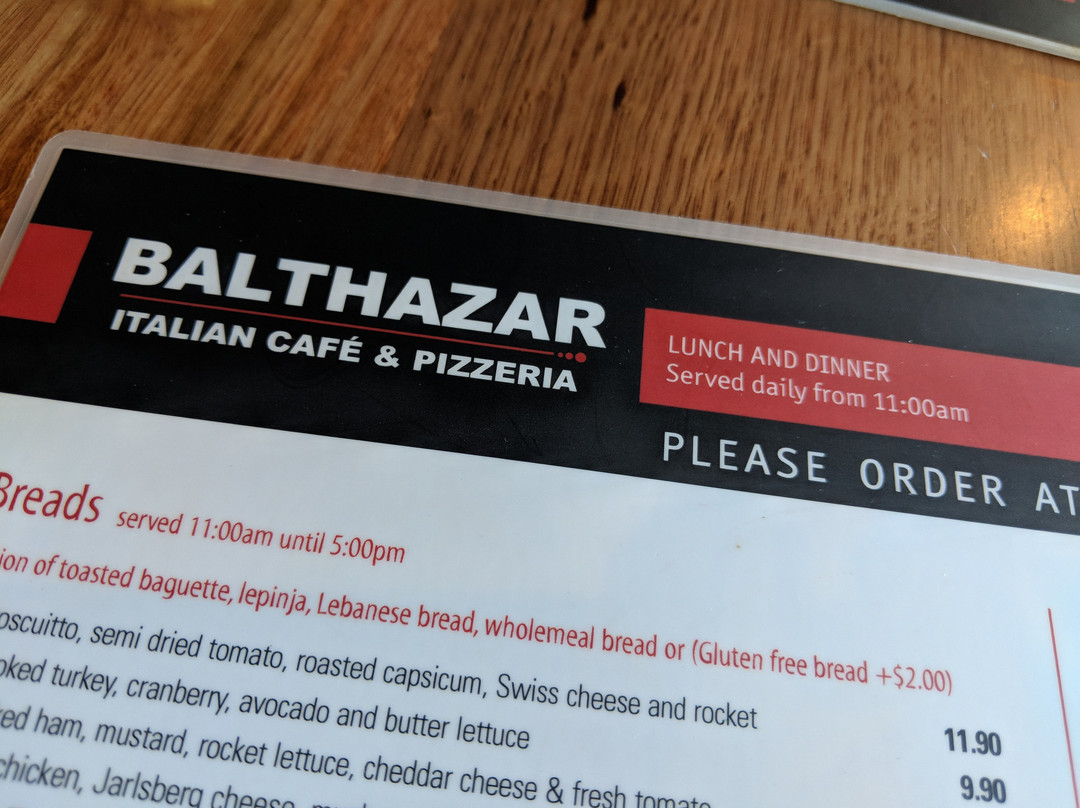 BALTHAZAR
ITALIAN CAFÉ & PIZZERIA
LUNCH AND DINNER
Served daily from 11:00am
PLEASE ORDER AT
Breads served 11:00am until 5:00pm
ion of toasted baguette, lepinja, Lebanese bread, wholemeal bread or (Gluten free bread +$2.00)
oscuitto, semi dried tomato, roasted capsicum, Swiss cheese and rocket 11.90
oked turkey, cranberry, avocado and butter lettuce 9.90
ed ham, mustard, rocket lettuce, cheddar cheese & fresh tomato
chicken, Jarlsberg cheese,